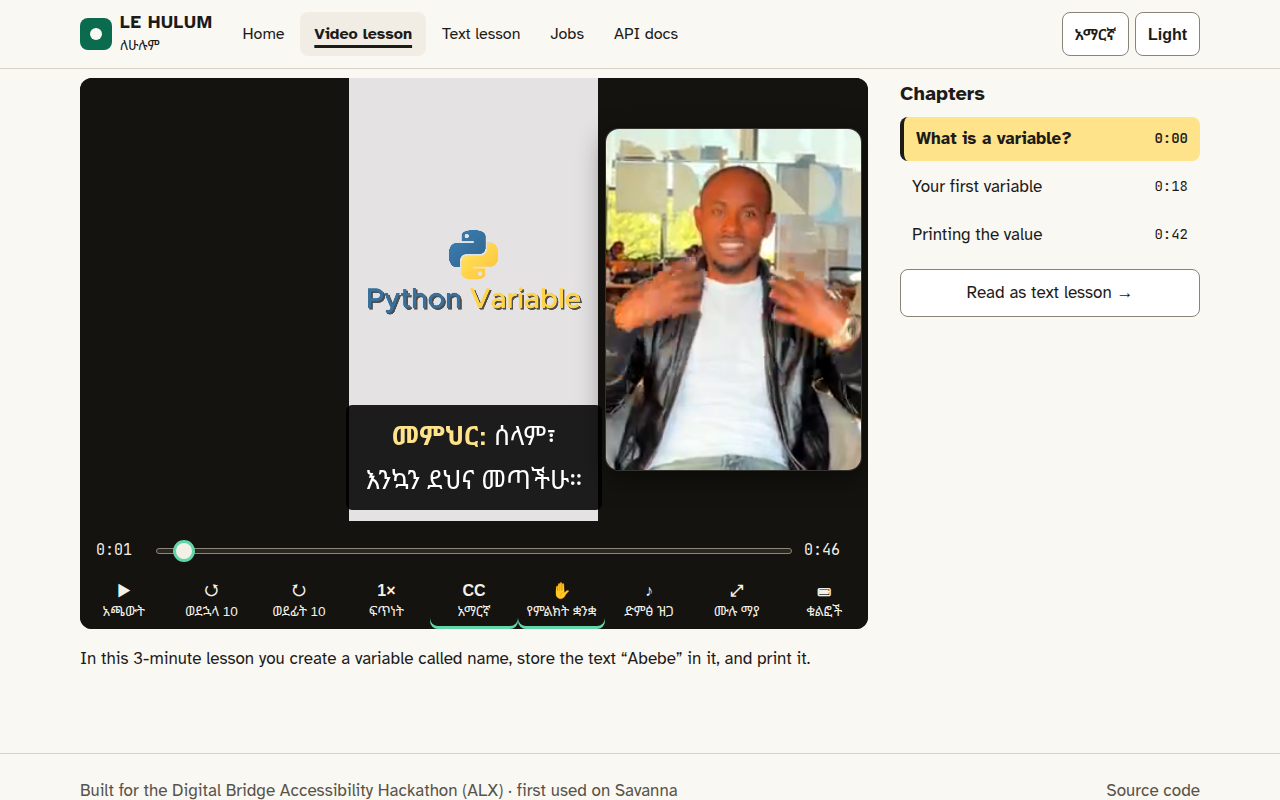 LE HULUM
ለሁሉም
Home
Video lesson
Text lesson
Jobs
API docs
አማርኛ
Light
Python Variable
መምህር: ሰላም፣
እንኳን ደህና መጣችሁ።
0:01
0:46
አጫውት
ወደኋላ 10
ወደፊት 10
1×
ፍጥነት
CC
አማርኛ
የምልክት ቋንቋ
ድምፅ ዝጋ
ሙሉ ማያ
ቁልፎች
Chapters
What is a variable? 0:00
Your first variable 0:18
Printing the value 0:42
Read as text lesson →
In this 3-minute lesson you create a variable called name, store the text “Abebe” in it, and print it.
Built for the Digital Bridge Accessibility Hackathon (ALX) · first used on Savanna
Source code